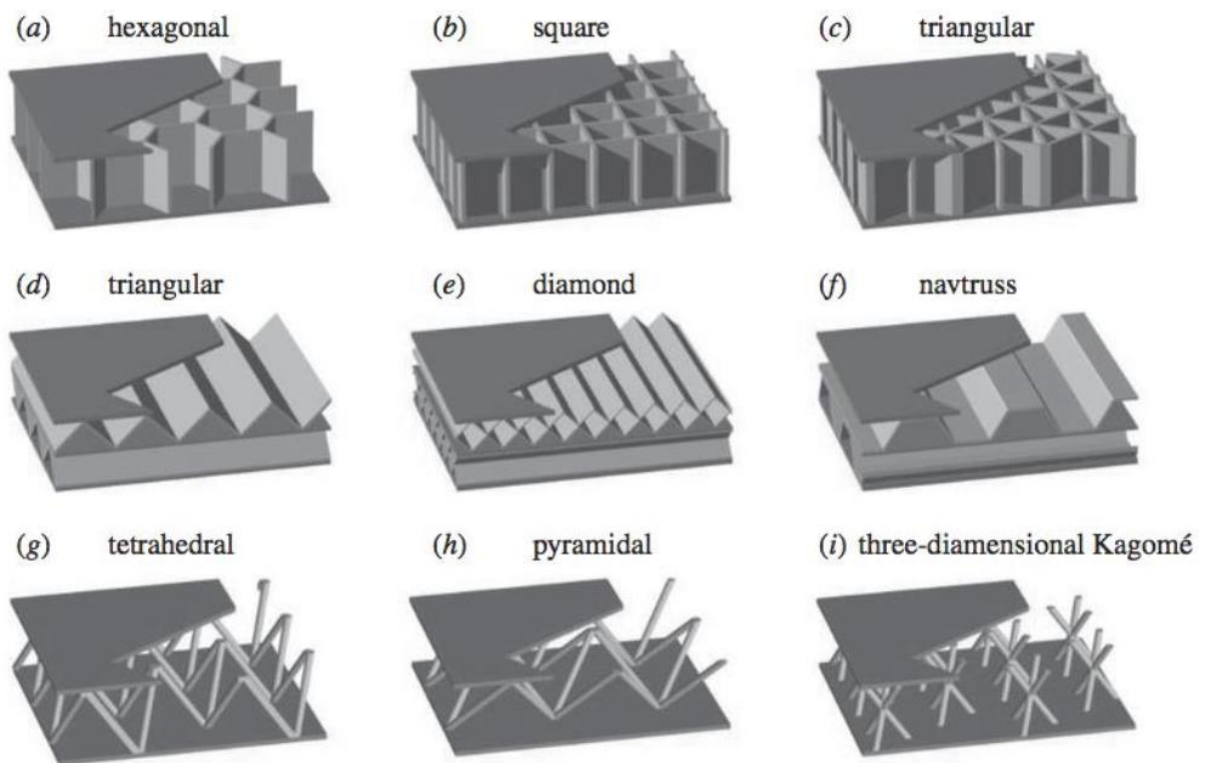 (a) hexagonal
(b) square
(c) triangular
(d) triangular
(e) diamond
(f) navtruss
(g) tetrahedral
(h) pyramidal
(i) three-diamensional Kagomé